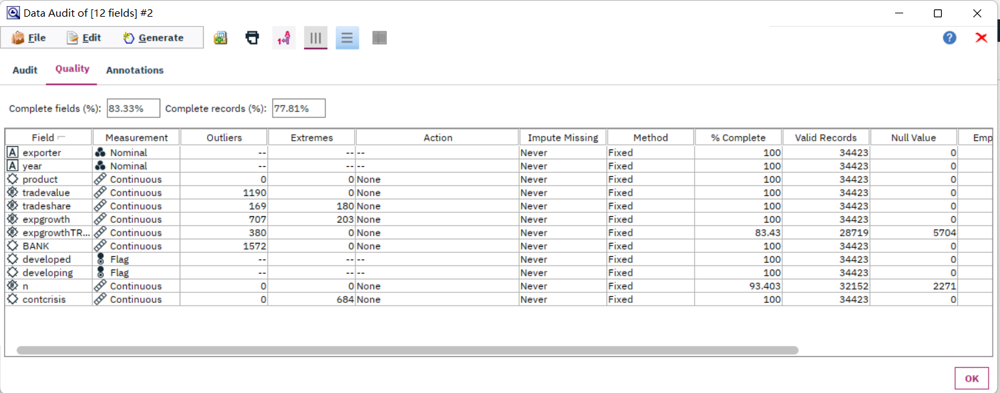 Data Audit of [12 fields] #2
File Edit Generate
Audit Quality Annotations
Complete fields (%): 83.33% Complete records (%): 77.81%
Field Measurement Outliers Extremes Action Impute Missing Method % Complete Valid Records Null Value Emp
A exporter Nominal -- -- -- Never Fixed 100 34423 0
A year Nominal -- -- -- Never Fixed 100 34423 0
product Continuous 0 0 None Never Fixed 100 34423 0
# tradevalue Continuous 1190 0 None Never Fixed 100 34423 0
# tradeshare Continuous 169 180 None Never Fixed 100 34423 0
# expgrowth Continuous 707 203 None Never Fixed 100 34423 0
# expgrowthTR... Continuous 380 0 None Never Fixed 83.43 28719 5704
BANK Continuous 1572 0 None Never Fixed 100 34423 0
developed Flag -- -- -- Never Fixed 100 34423 0
developing Flag -- -- -- Never Fixed 100 34423 0
# n Continuous 0 0 None Never Fixed 93.403 32152 2271
contcrisis Continuous 0 684 None Never Fixed 100 34423 0
OK